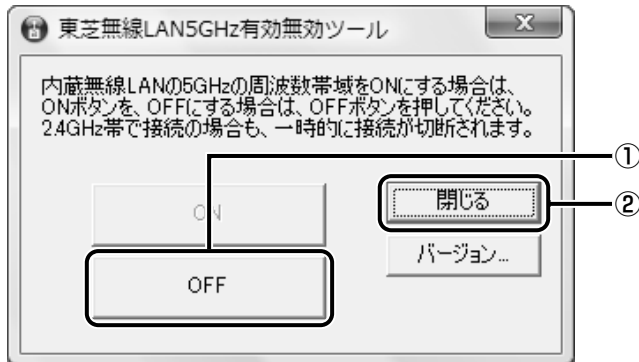 東芝無線LAN5GHz有効無効ツール
内蔵無線LANの5GHzの周波数帯域をONにする場合は、
ONボタンを、OFFにする場合は、OFFボタンを押してください。
2.4GHz帯で接続の場合も、一時的に接続が切断されます。
①
ON
閉じる
②
バージョン...
OFF